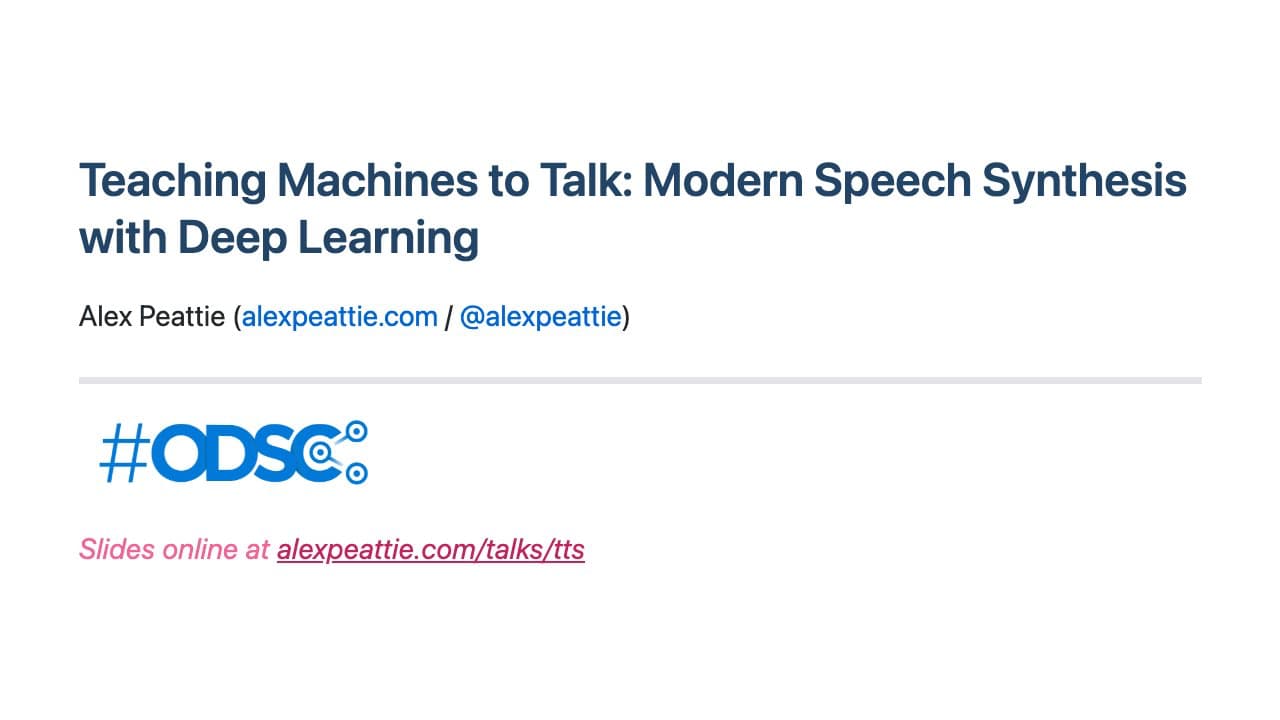 Teaching Machines to Talk: Modern Speech Synthesis
with Deep Learning
Alex Peattie (alexpeattie.com / @alexpeattie)
#ODSC
Slides online at alexpeattie.com/talks/tts